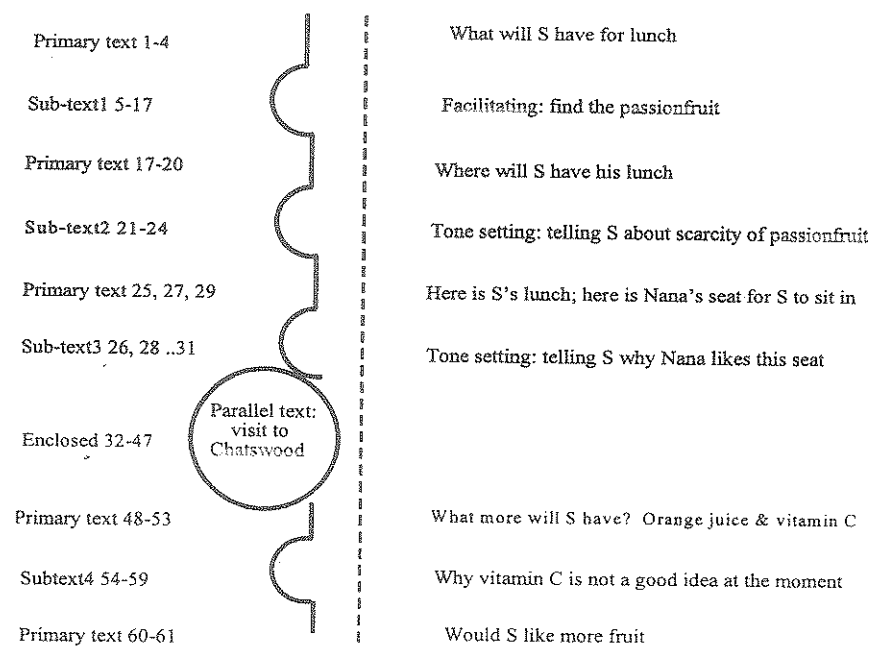 Primary text 1-4
What will S have for lunch
Sub-text1 5-17
Facilitating: find the passionfruit
Primary text 17-20
Where will S have his lunch
Sub-text2 21-24
Tone setting: telling S about scarcity of passionfruit
Primary text 25, 27, 29
Here is S's lunch; here is Nana's seat for S to sit in
Sub-text3 26, 28 ..31
Tone setting: telling S why Nana likes this seat
Enclosed 32-47
Parallel text:
visit to
Chatswood
Primary text 48-53
What more will S have? Orange juice & vitamin C
Subtext4 54-59
Why vitamin C is not a good idea at the moment
Primary text 60-61
Would S like more fruit